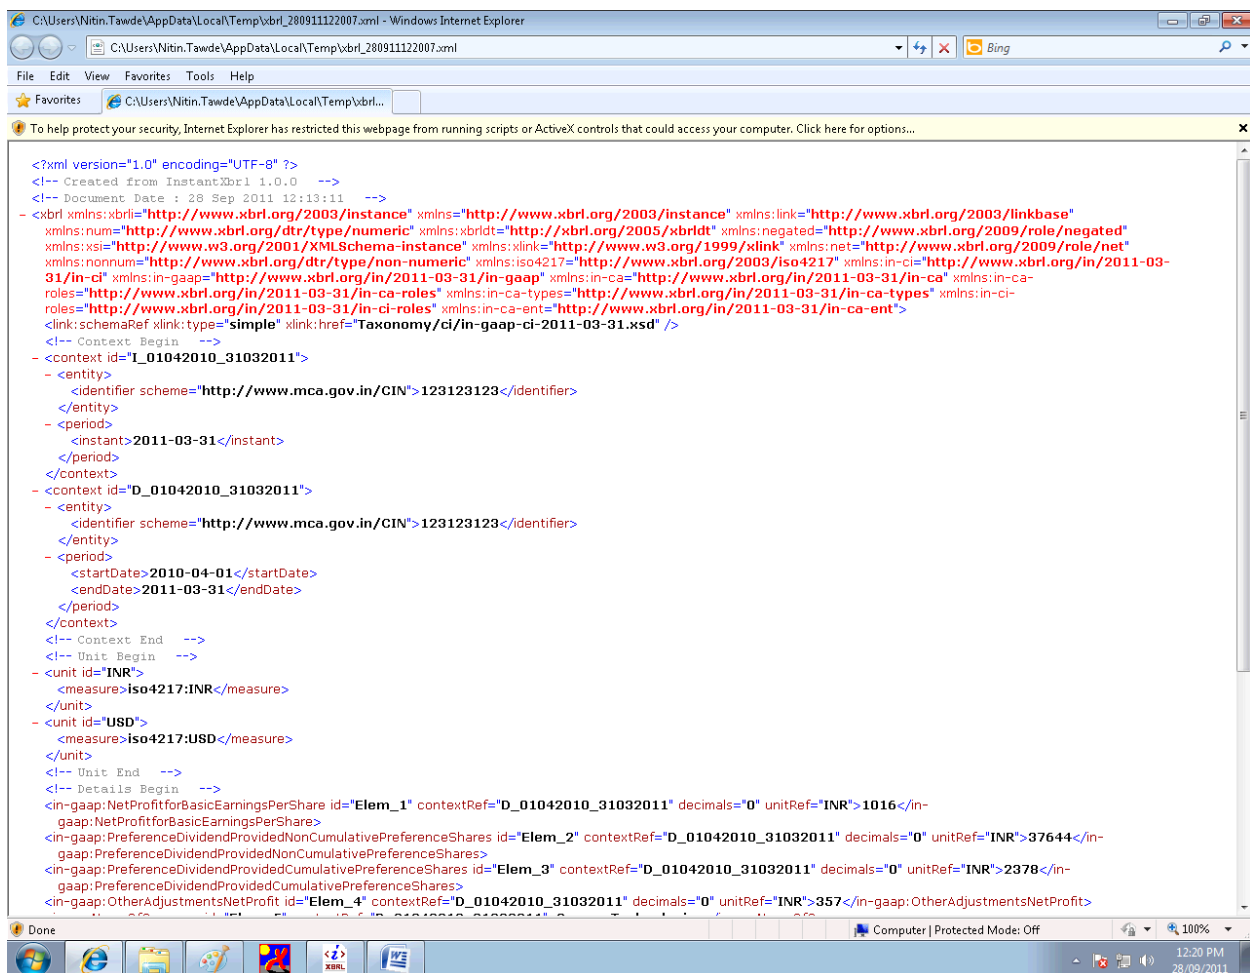 C:\Users\Nitin.Tawde\AppData\Local\Temp\xbrl_280911122007.xml - Windows Internet Explorer
C:\Users\Nitin.Tawde\AppData\Local\Temp\xbrl_280911122007.xml
Bing
File Edit View Favorites Tools Help
Favorites
C:\Users\Nitin.Tawde\AppData\Local\Temp\xbrl...
To help protect your security, Internet Explorer has restricted this webpage from running scripts or ActiveX controls that could access your computer. Click here for options...
<?xml version="1.0" encoding="UTF-8" ?>
<!-- Created from InstantXbrl 1.0.0 -->
<!-- Document Date : 28 Sep 2011 12:13:11 -->
- <xbrl xmlns:xbrli="http://www.xbrl.org/2003/instance" xmlns="http://www.xbrl.org/2003/instance" xmlns:link="http://www.xbrl.org/2003/linkbase"
xmlns:num="http://www.xbrl.org/dtr/type/numeric" xmlns:xbrldt="http://xbrl.org/2005/xbrldt" xmlns:negated="http://www.xbrl.org/2009/role/negated"
xmlns:xsi="http://www.w3.org/2001/XMLSchema-instance" xmlns:xlink="http://www.w3.org/1999/xlink" xmlns:net="http://www.xbrl.org/2009/role/net"
xmlns:nonnum="http://www.xbrl.org/dtr/type/non-numeric" xmlns:iso4217="http://www.xbrl.org/2003/iso4217" xmlns:in-ci="http://www.xbrl.org/in/2011-03-
31/in-ci" xmlns:in-gaap="http://www.xbrl.org/in/2011-03-31/in-gaap" xmlns:in-ca="http://www.xbrl.org/in/2011-03-31/in-ca" xmlns:in-ca-
roles="http://www.xbrl.org/in/2011-03-31/in-ca-roles" xmlns:in-ca-types="http://www.xbrl.org/in/2011-03-31/in-ca-types" xmlns:in-ci-
roles="http://www.xbrl.org/in/2011-03-31/in-ci-roles" xmlns:in-ca-ent="http://www.xbrl.org/in/2011-03-31/in-ca-ent">
<link:schemaRef xlink:type="simple" xlink:href="Taxonomy/ci/in-gaap-ci-2011-03-31.xsd" />
<!-- Context Begin -->
- <context id="I_01042010_31032011">
- <entity>
<identifier scheme="http://www.mca.gov.in/CIN">123123123</identifier>
</entity>
- <period>
<instant>2011-03-31</instant>
</period>
</context>
- <context id="D_01042010_31032011">
- <entity>
<identifier scheme="http://www.mca.gov.in/CIN">123123123</identifier>
</entity>
- <period>
<startDate>2010-04-01</startDate>
<endDate>2011-03-31</endDate>
</period>
</context>
<!-- Context End -->
<!-- Unit Begin -->
- <unit id="INR">
<measure>iso4217:INR</measure>
</unit>
- <unit id="USD">
<measure>iso4217:USD</measure>
</unit>
<!-- Unit End -->
<!-- Details Begin -->
<in-gaap:NetProfitforBasicEarningsPerShare id="Elem_1" contextRef="D_01042010_31032011" decimals="0" unitRef="INR">1016</in-
gaap:NetProfitforBasicEarningsPerShare>
<in-gaap:PreferenceDividendProvidedNonCumulativePreferenceShares id="Elem_2" contextRef="D_01042010_31032011" decimals="0" unitRef="INR">37644</in-
gaap:PreferenceDividendProvidedNonCumulativePreferenceShares>
<in-gaap:PreferenceDividendProvidedCumulativePreferenceShares id="Elem_3" contextRef="D_01042010_31032011" decimals="0" unitRef="INR">2378</in-
gaap:PreferenceDividendProvidedCumulativePreferenceShares>
<in-gaap:OtherAdjustmentsNetProfit id="Elem_4" contextRef="D_01042010_31032011" decimals="0" unitRef="INR">357</in-gaap:OtherAdjustmentsNetProfit>
Done
Computer | Protected Mode: Off
100%
XBRL
12:20 PM
28/09/2011